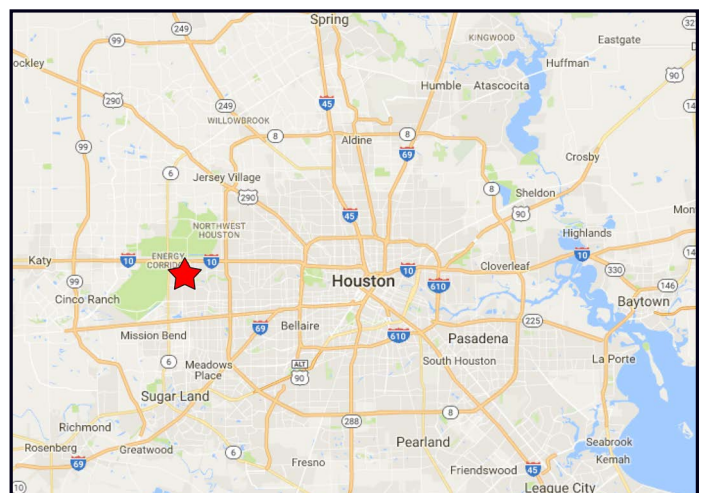 Spring
249
99
KINGWOOD
Eastgate
ockley
Huffman
290
45
Humble
Atascocita
90
249
WILLOWBROOK
8
8
99
Aldine
69
Crosby
6
Jersey Village
290
8
Sheldon
45
90
Mon
NORTHWEST
HOUSTON
Highlands
Katy
10
ENERGY
10
10
Cloverleaf
10
330
99
Houston
610
146
Cinco Ranch
Baytown
69
Bellaire
225
Mission Bend
610
Pasadena
6
Meadows
Place
ALT
90
South Houston
La Porte
Sugar Land
288
8
Richmond
Pearland
Seabrook
Rosenberg
Greatwood
6
Kemah
69
Fresno
Friendswood
45
10
League City